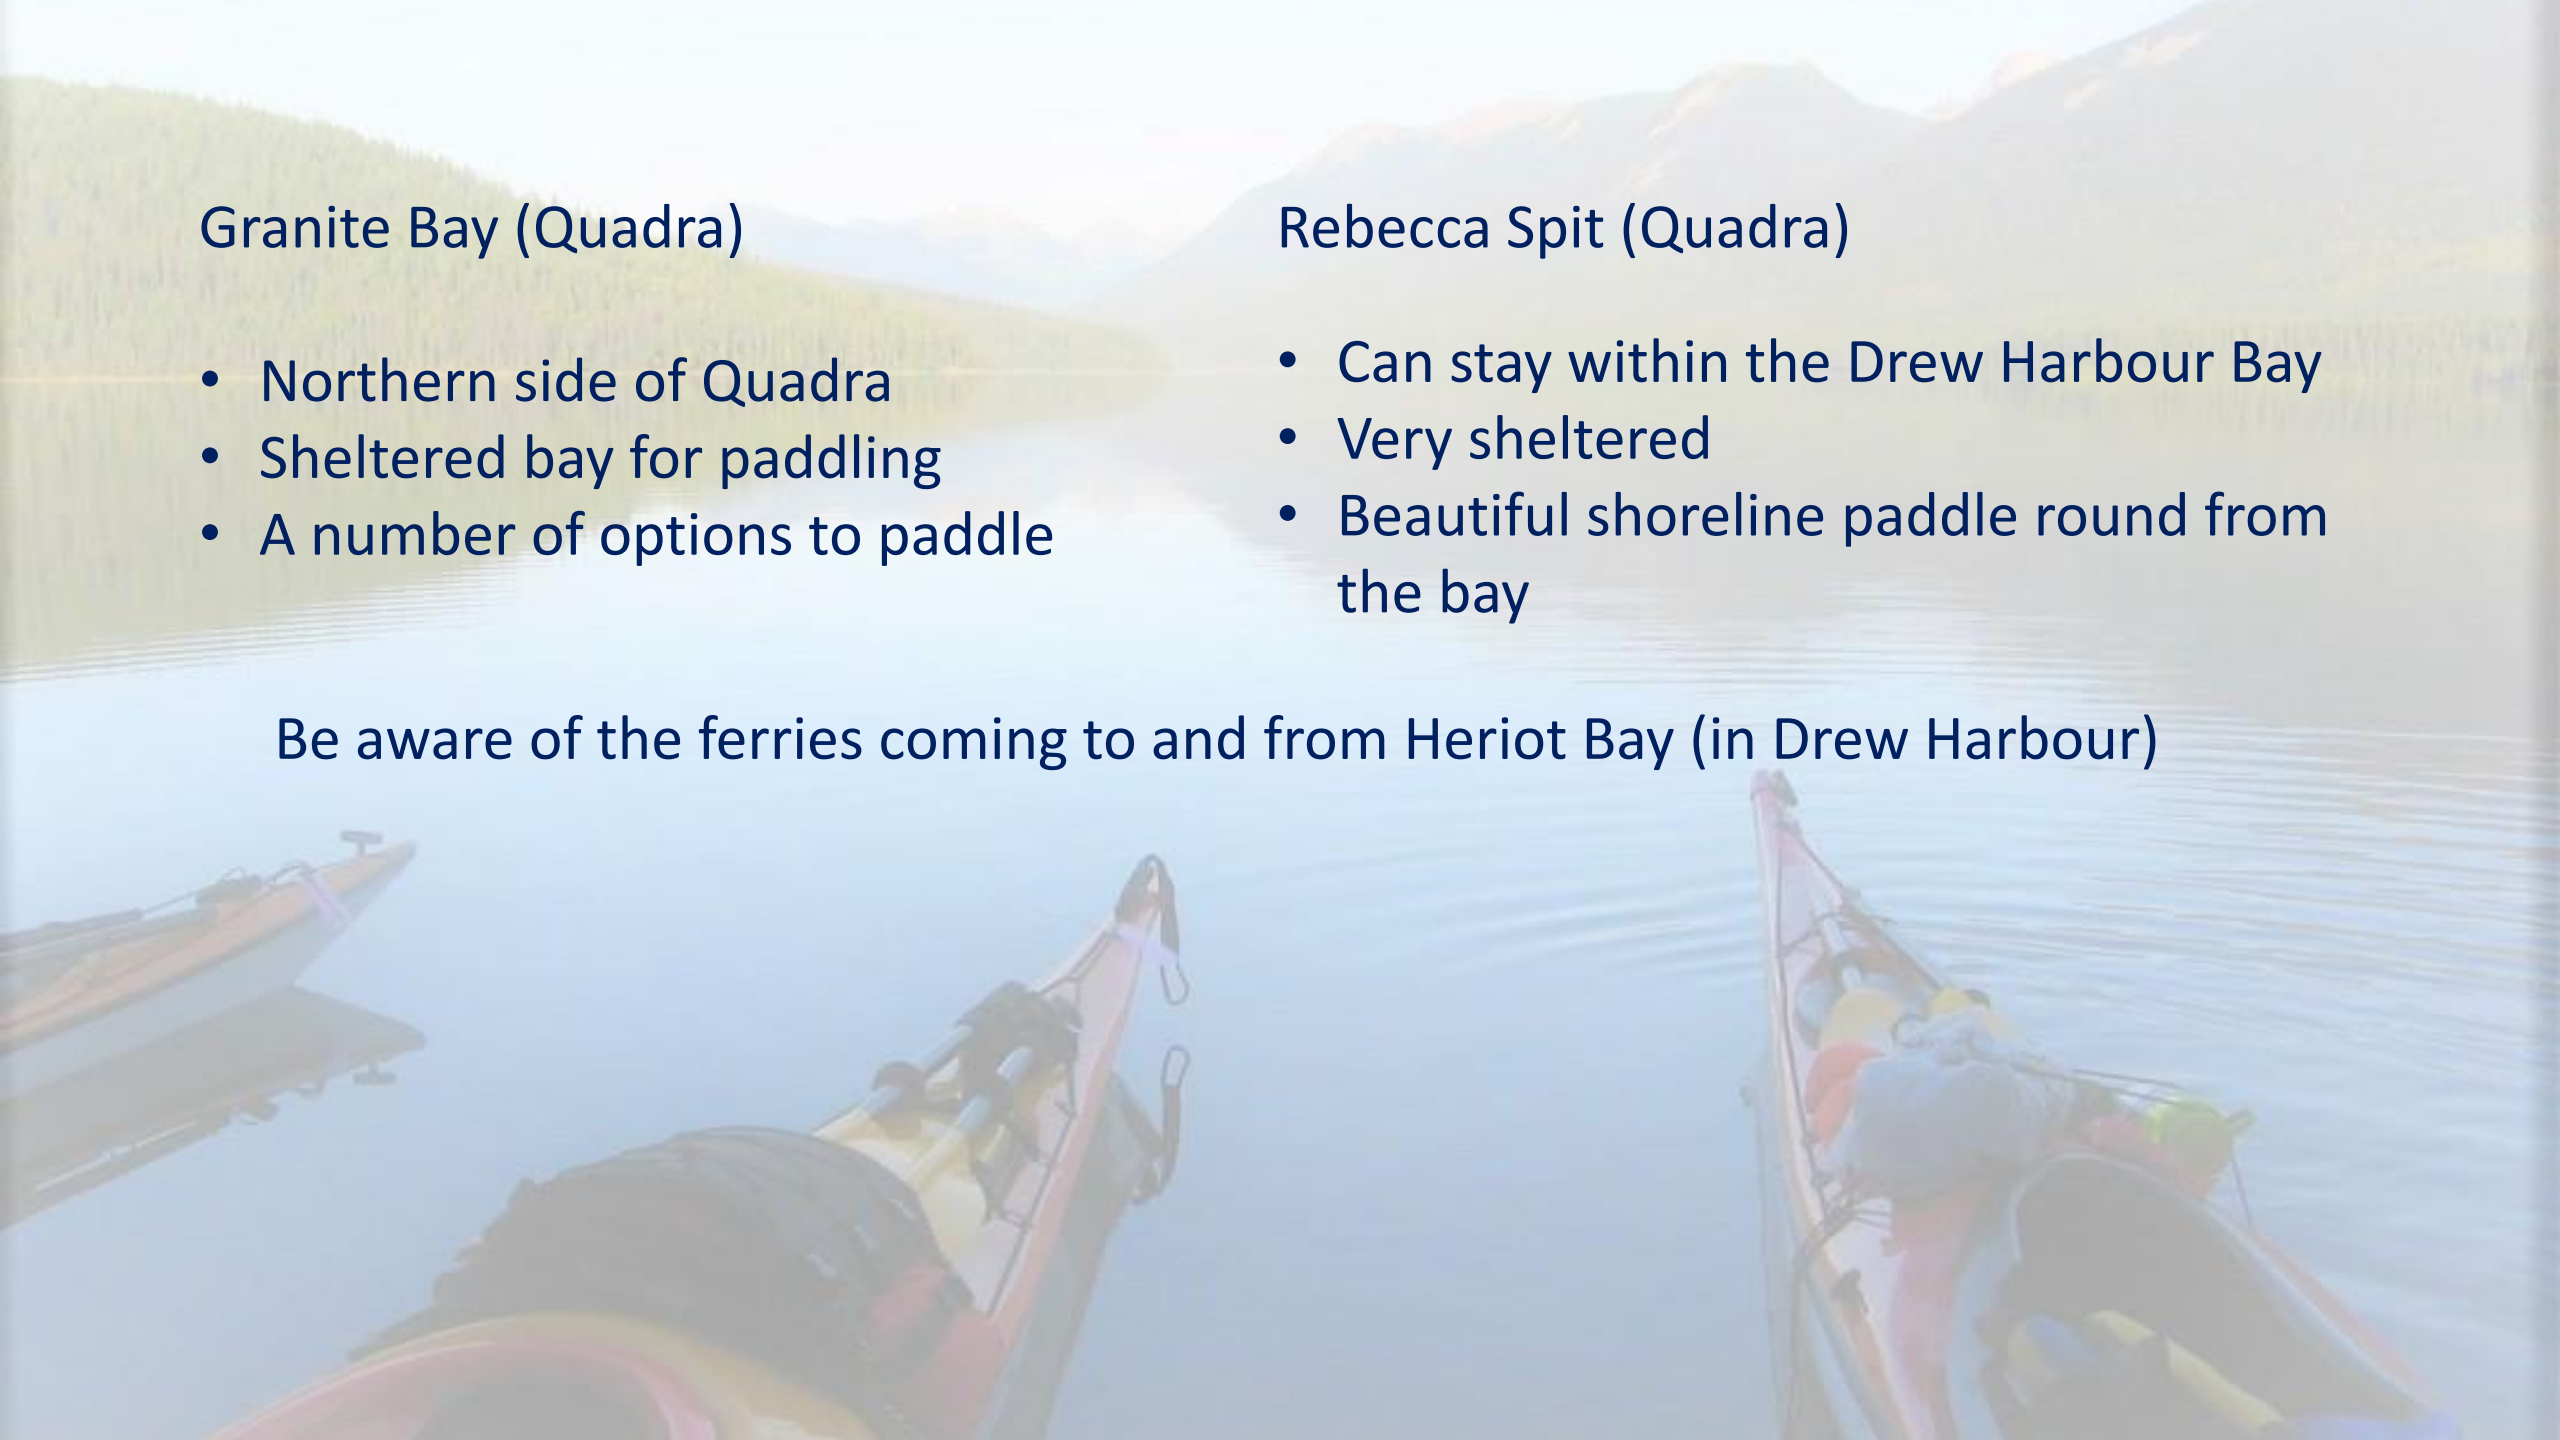 Granite Bay (Quadra)
• Northern side of Quadra
• Sheltered bay for paddling
• A number of options to paddle
Rebecca Spit (Quadra)
• Can stay within the Drew Harbour Bay
• Very sheltered
• Beautiful shoreline paddle round from
the bay
Be aware of the ferries coming to and from Heriot Bay (in Drew Harbour)